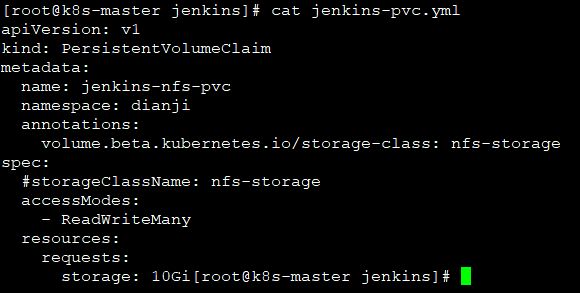 [root@k8s-master jenkins]# cat jenkins-pvc.yml
apiVersion: v1
kind: PersistentVolumeClaim
metadata:
  name: jenkins-nfs-pvc
  namespace: dianji
  annotations:
    volume.beta.kubernetes.io/storage-class: nfs-storage
spec:
  #storageClassName: nfs-storage
  accessModes:
    - ReadWriteMany
  resources:
    requests:
      storage: 10Gi[root@k8s-master jenkins]#